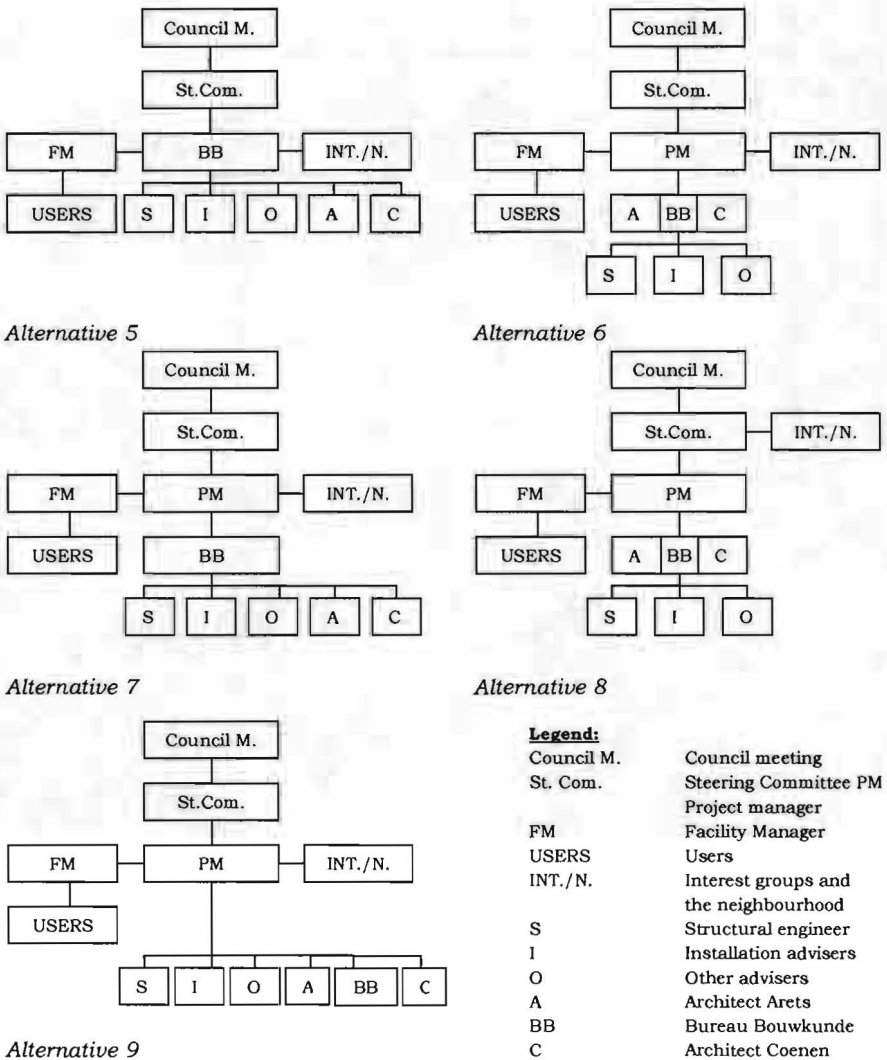 Council M.
St.Com.
FM BB INT./N.
USERS S I O A C
Alternative 5
Council M.
St.Com.
FM PM INT./N.
USERS A BB C
S I O
Alternative 6
Council M.
St.Com.
FM PM INT./N.
USERS BB
S I O A C
Alternative 7
Council M.
St.Com. INT./N.
FM PM
USERS A BB C
S I O
Alternative 8
Council M.
St.Com.
FM PM INT./N.
USERS
S I O A BB C
Alternative 9
Legend:
Council M. Council meeting
St. Com. Steering Committee PM
Project manager
FM Facility Manager
USERS Users
INT./N. Interest groups and
the neighbourhood
S Structural engineer
I Installation advisers
O Other advisers
A Architect Arets
BB Bureau Bouwkunde
C Architect Coenen